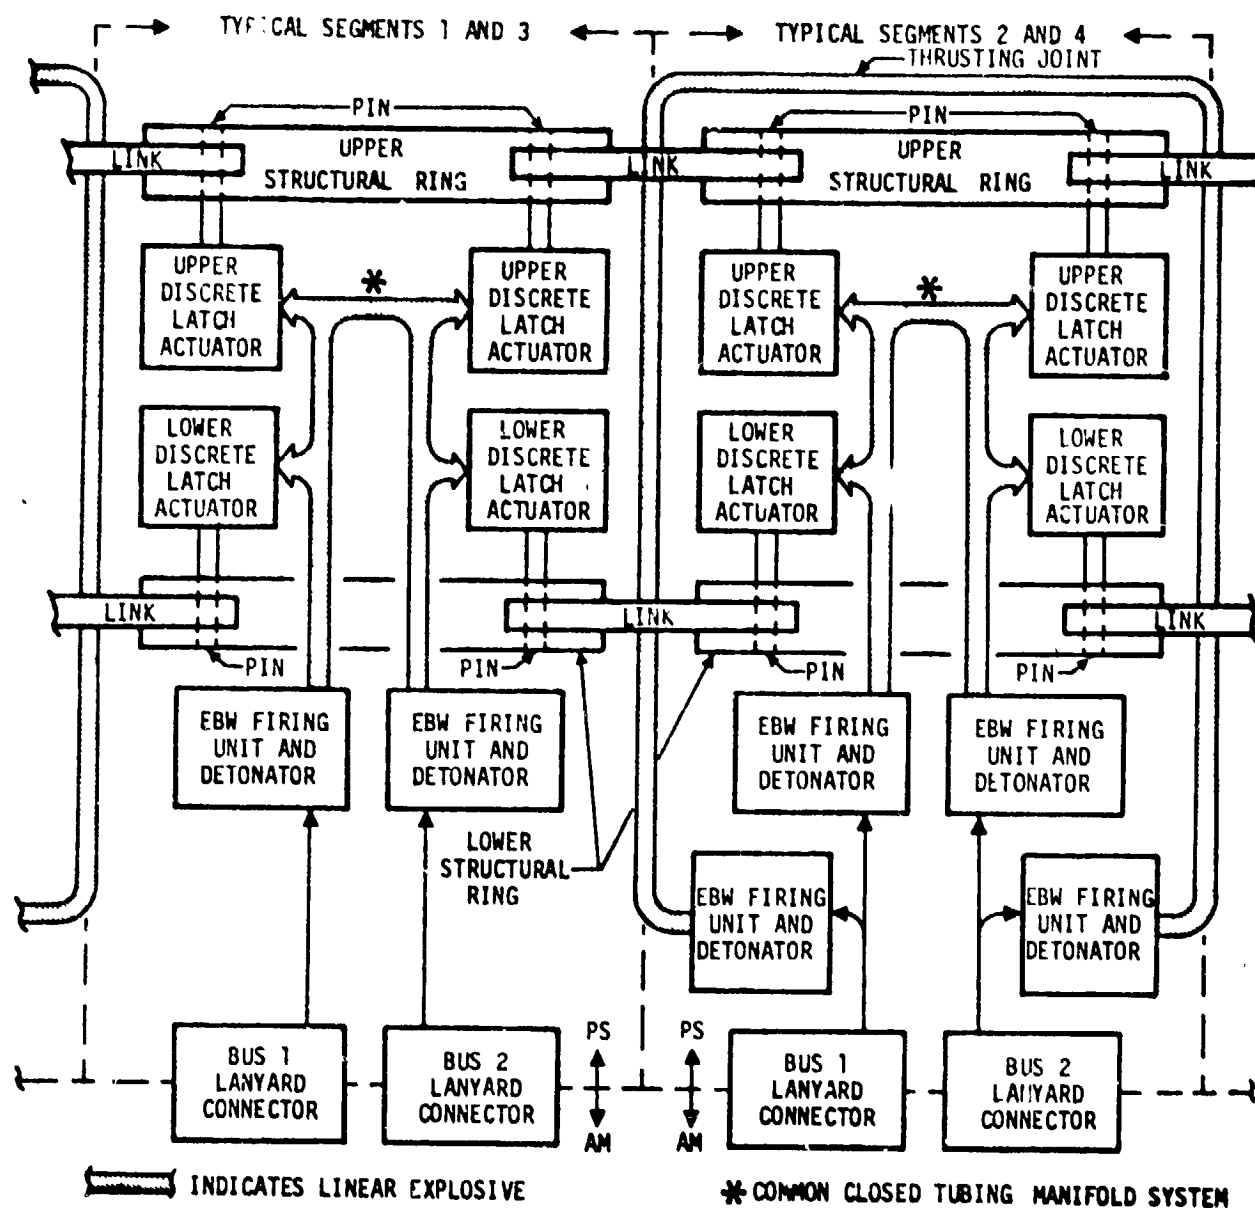 TYPICAL SEGMENTS 1 AND 3
TYPICAL SEGMENTS 2 AND 4
THRUSTING JOINT
PIN
PIN
LINK
UPPER
STRUCTURAL RING
LINK
UPPER
STRUCTURAL RING
LINK
UPPER
DISCRETE
LATCH
ACTUATOR
*
UPPER
DISCRETE
LATCH
ACTUATOR
UPPER
DISCRETE
LATCH
ACTUATOR
*
UPPER
DISCRETE
LATCH
ACTUATOR
LOWER
DISCRETE
LATCH
ACTUATOR
LOWER
DISCRETE
LATCH
ACTUATOR
LOWER
DISCRETE
LATCH
ACTUATOR
LOWER
DISCRETE
LATCH
ACTUATOR
LINK
LINK
LINK
PIN
PIN
PIN
PIN
EBW FIRING
UNIT AND
DETONATOR
EBW FIRING
UNIT AND
DETONATOR
EBW FIRING
UNIT AND
DETONATOR
EBW FIRING
UNIT AND
DETONATOR
LOWER
STRUCTURAL
RING
EBW FIRING
UNIT AND
DETONATOR
EBW FIRING
UNIT AND
DETONATOR
BUS 1
LANYARD
CONNECTOR
BUS 2
LANYARD
CONNECTOR
PS
AM
PS
AM
BUS 1
LANYARD
CONNECTOR
BUS 2
LANYARD
CONNECTOR
INDICATES LINEAR EXPLOSIVE
* COMMON CLOSED TUBING MANIFOLD SYSTEM